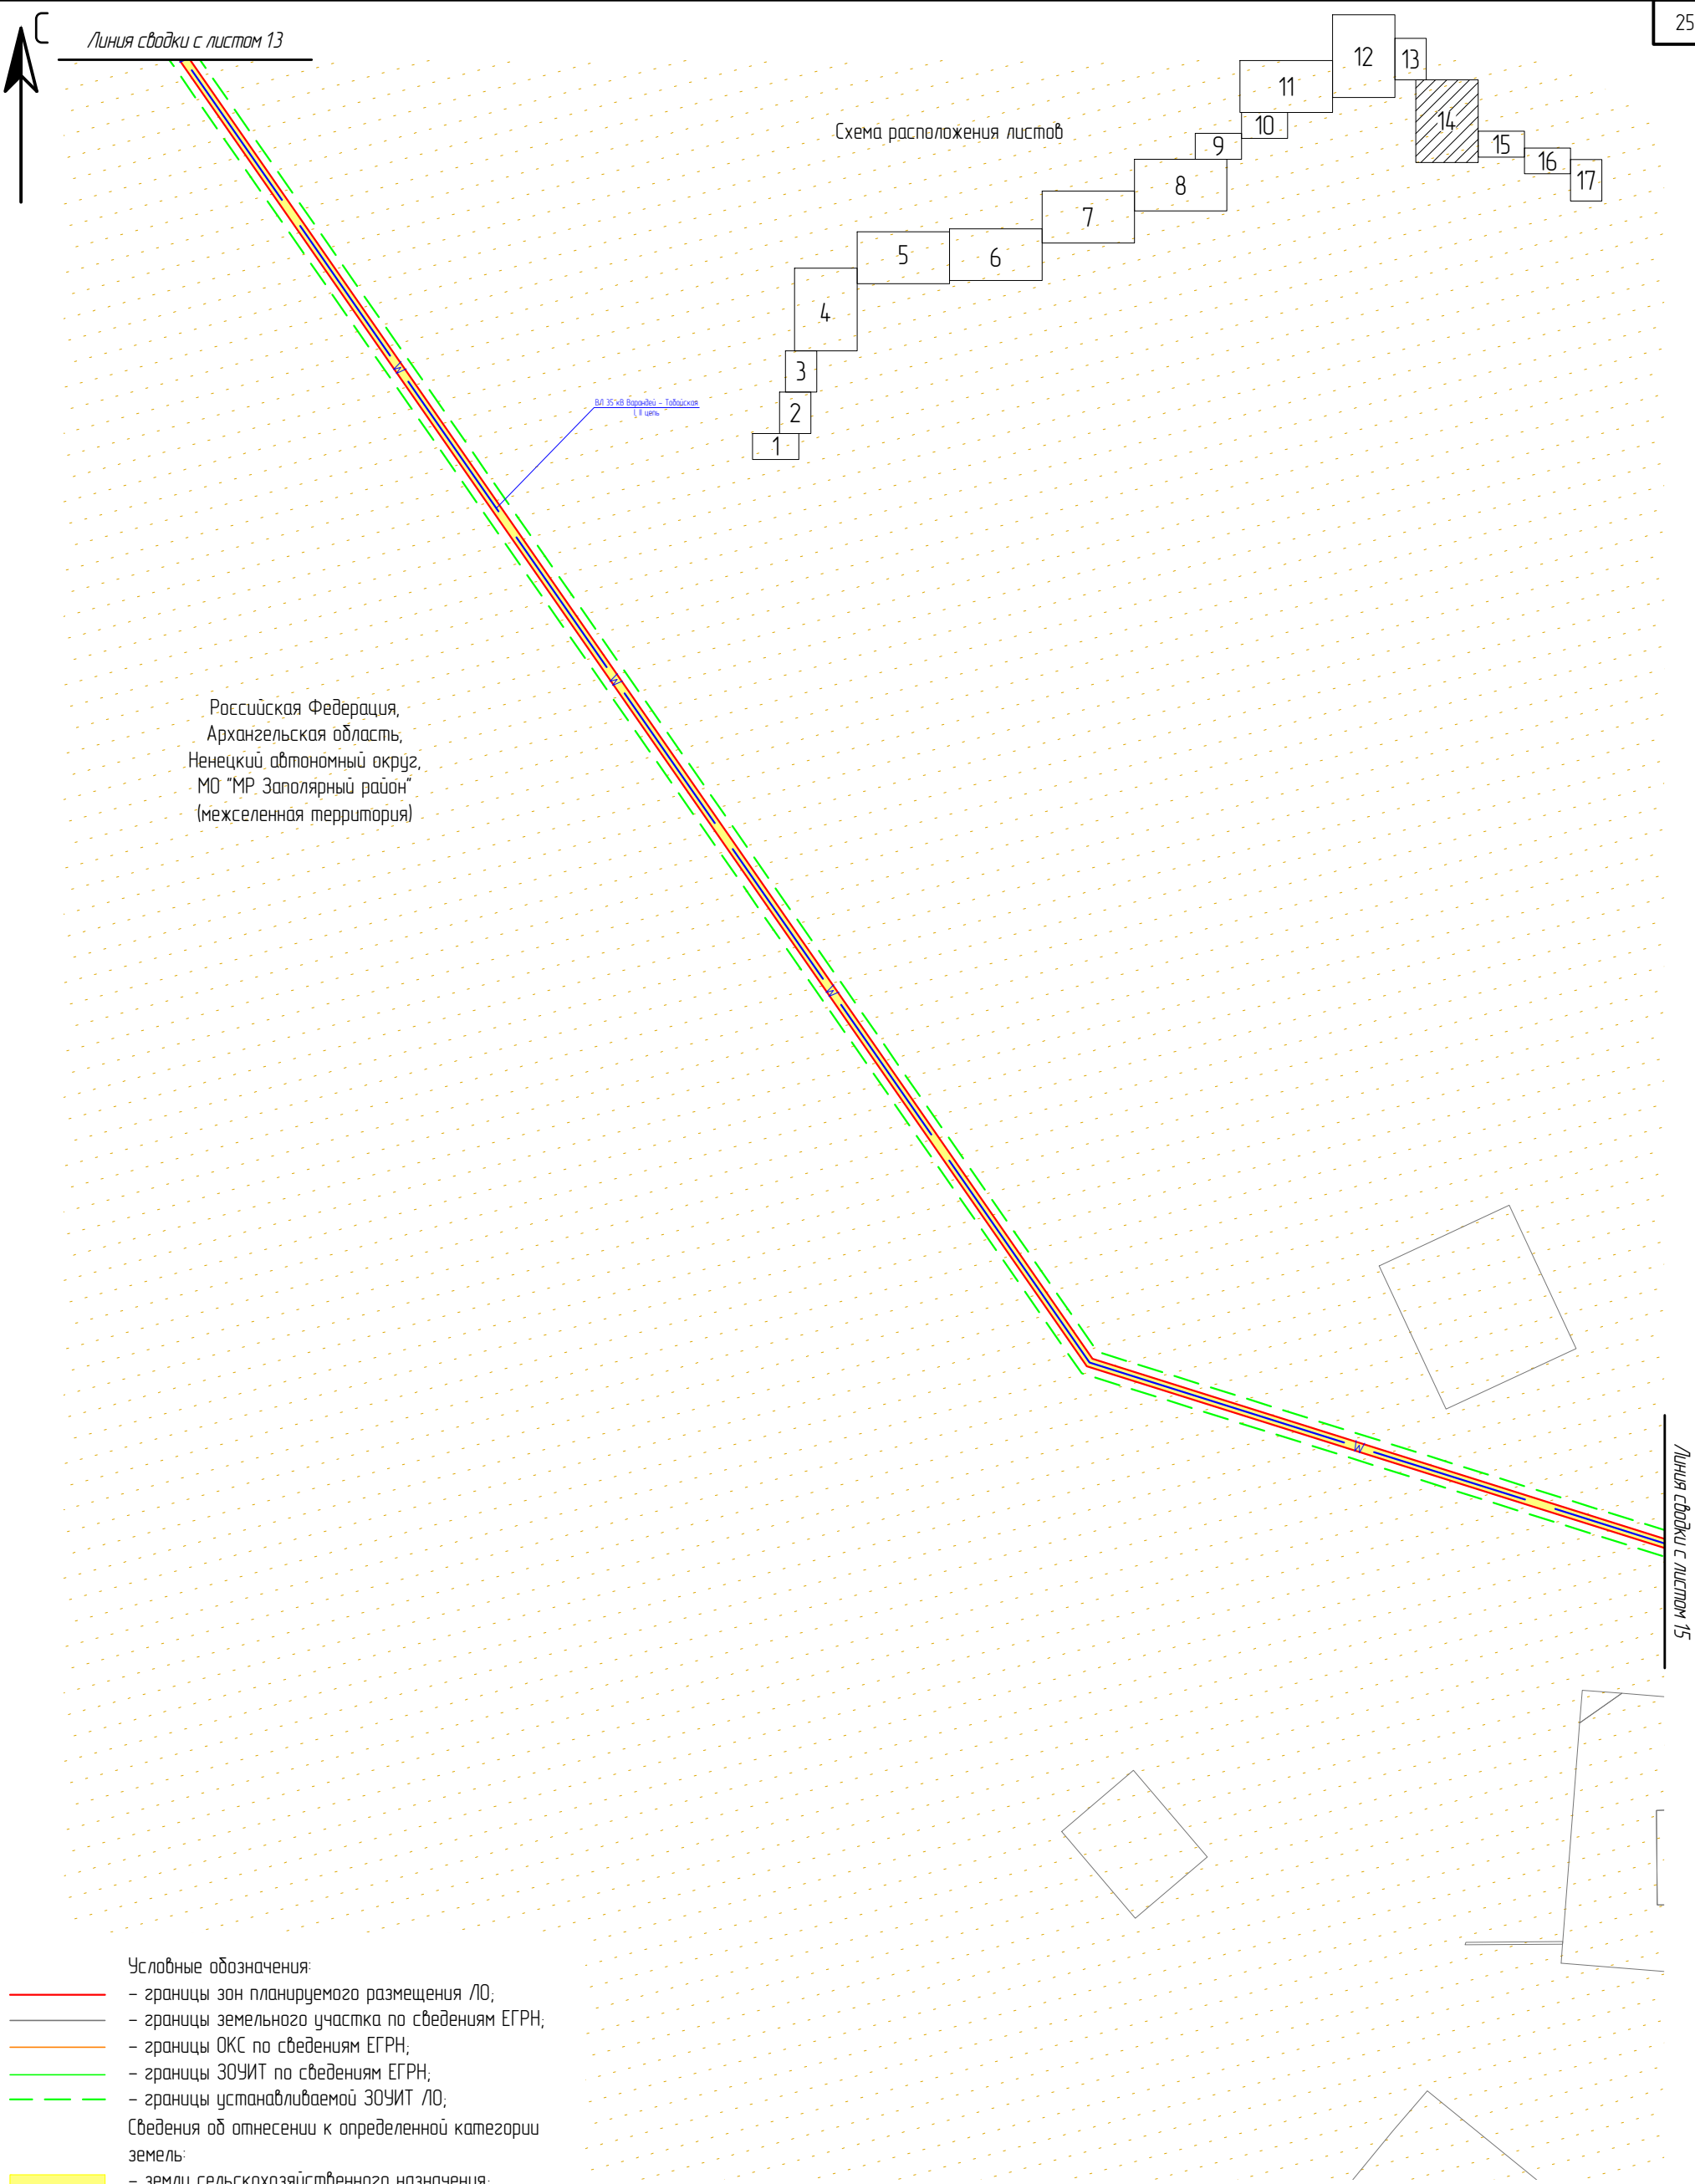 С
Линия сводки с листом 13
25
Схема расположения листов
12
13
11
14
10
15
9
16
8
17
7
5
6
4
3
2
1
ВЛ 35 кВ Варандей - Тобойская
I, II цепь
W
W
Российская Федерация,
Архангельская область,
Ненецкий автономный округ,
МО "МР Заполярный район"
(межселенная территория)
W
W
Линия сводки с листом 15
Условные обозначения:
- границы зон планируемого размещения ЛО;
- границы земельного участка по сведениям ЕГРН;
- границы ОКС по сведениям ЕГРН;
- границы ЗОУИТ по сведениям ЕГРН;
- границы устанавливаемой ЗОУИТ ЛО;
Сведения об отнесении к определенной категории
земель:
- земли сельскохозяйственного назначения;